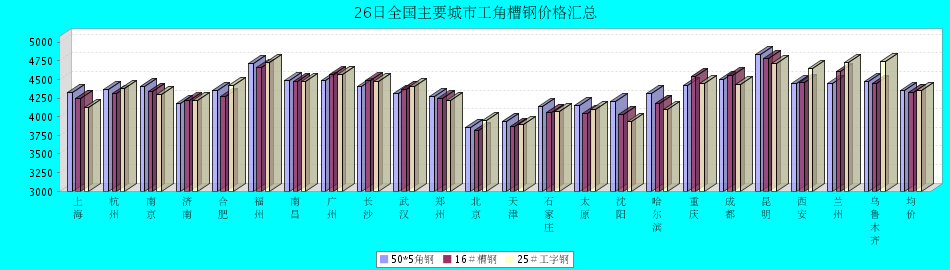 26日全国主要城市工角槽钢价格汇总
5000
4750
4500
4250
4000
3750
3500
3250
3000
上海
杭州
南京
济南
合肥
福州
南昌
广州
长沙
武汉
郑州
北京
天津
石家庄
太原
沈阳
哈尔滨
重庆
成都
昆明
西安
兰州
乌鲁木齐
均价
50*5角钢
16＃槽钢
25＃工字钢